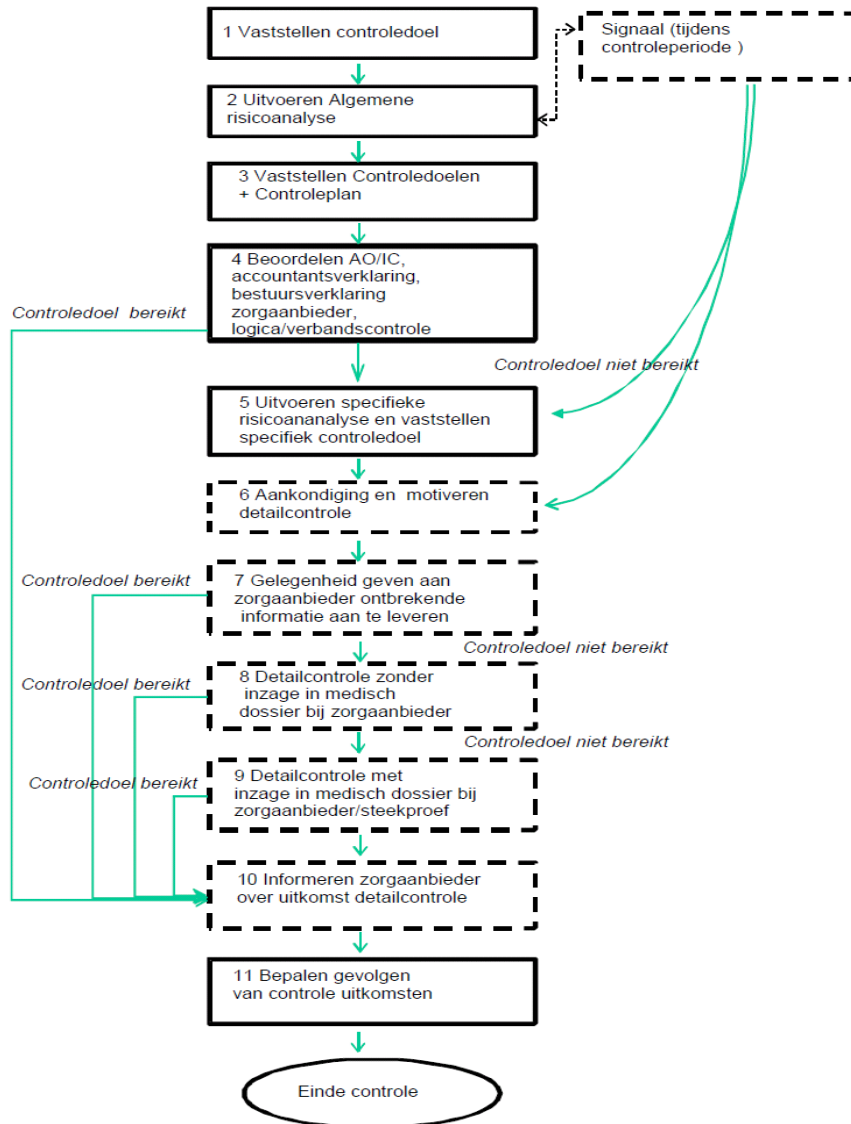 1 Vaststellen controledoel
Signaal (tijdens
controleperiode )
2 Uitvoeren Algemene
risicoanalyse
3 Vaststellen Controledoelen
+ Controleplan
4 Beoordelen AO/IC,
accountantsverklaring,
bestuursverklaring
zorgaanbieder,
logica/verbandscontrole
Controledoel bereikt
Controledoel niet bereikt
5 Uitvoeren specifieke
risicoananalyse en vaststellen
specifiek controledoel
6 Aankondiging en motiveren
detailcontrole
Controledoel bereikt
7 Gelegenheid geven aan
zorgaanbieder ontbrekende
informatie aan te leveren
Controledoel niet bereikt
Controledoel bereikt
8 Detailcontrole zonder
inzage in medisch
dossier bij zorgaanbieder
Controledoel niet bereikt
Controledoel bereikt
9 Detailcontrole met
inzage in medisch dossier bij
zorgaanbieder/steekproef
10 Informeren zorgaanbieder
over uitkomst detailcontrole
11 Bepalen gevolgen
van controle uitkomsten
Einde controle